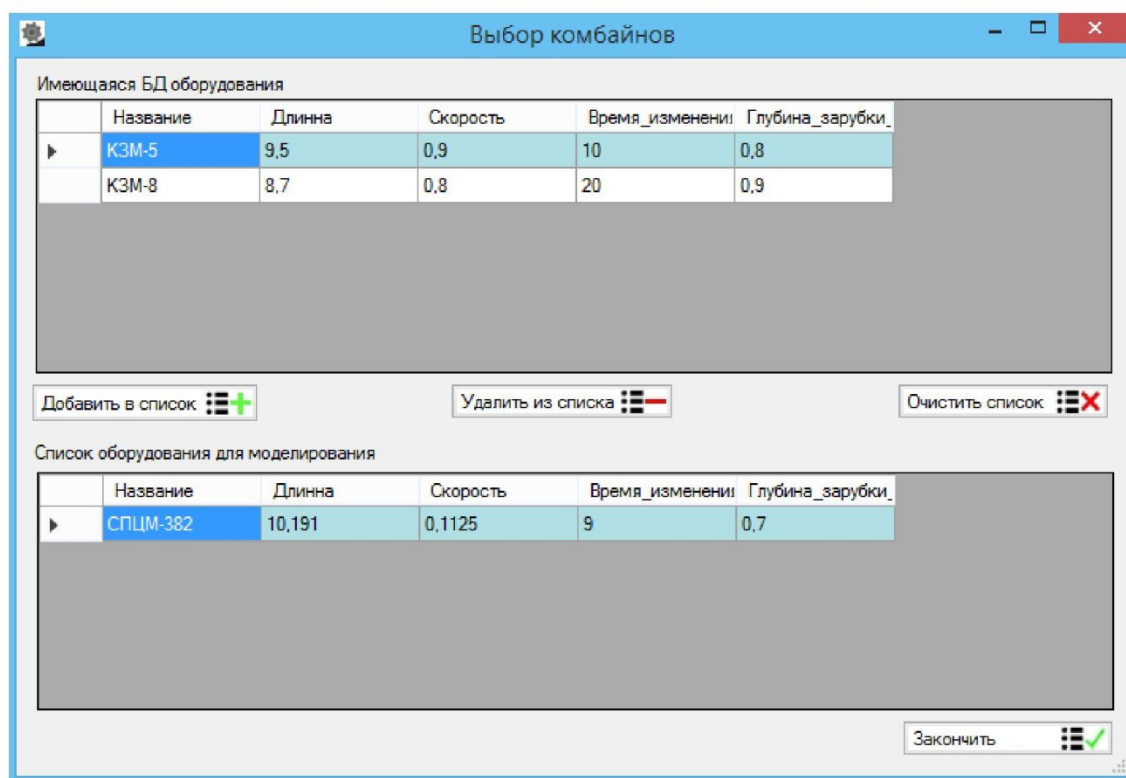 Выбор комбайнов
Имеющаяся БД оборудования
Название Длинна Скорость Время_изменени Глубина_зарубки_
КЗМ-5 9,5 0,9 10 0,8
КЗМ-8 8,7 0,8 20 0,9
Добавить в список Удалить из списка Очистить список
Список оборудования для моделирования
Название Длинна Скорость Время_изменени Глубина_зарубки_
СПЦМ-382 10,191 0,1125 9 0,7
Закончить